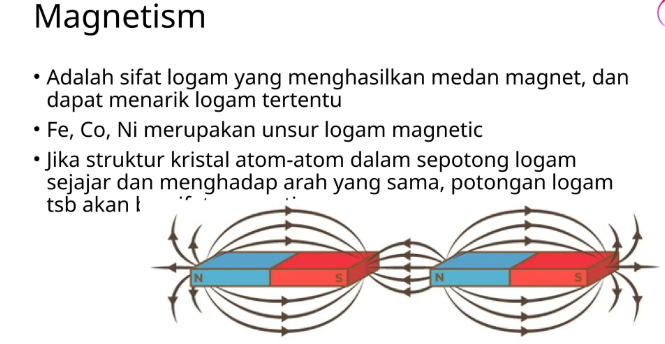 Magnetism
• Adalah sifat logam yang menghasilkan medan magnet, dan
dapat menarik logam tertentu
• Fe, Co, Ni merupakan unsur logam magnetic
• Jika struktur kristal atom-atom dalam sepotong logam
sejajar dan menghadap arah yang sama, potongan logam
tsb akan
N S N S